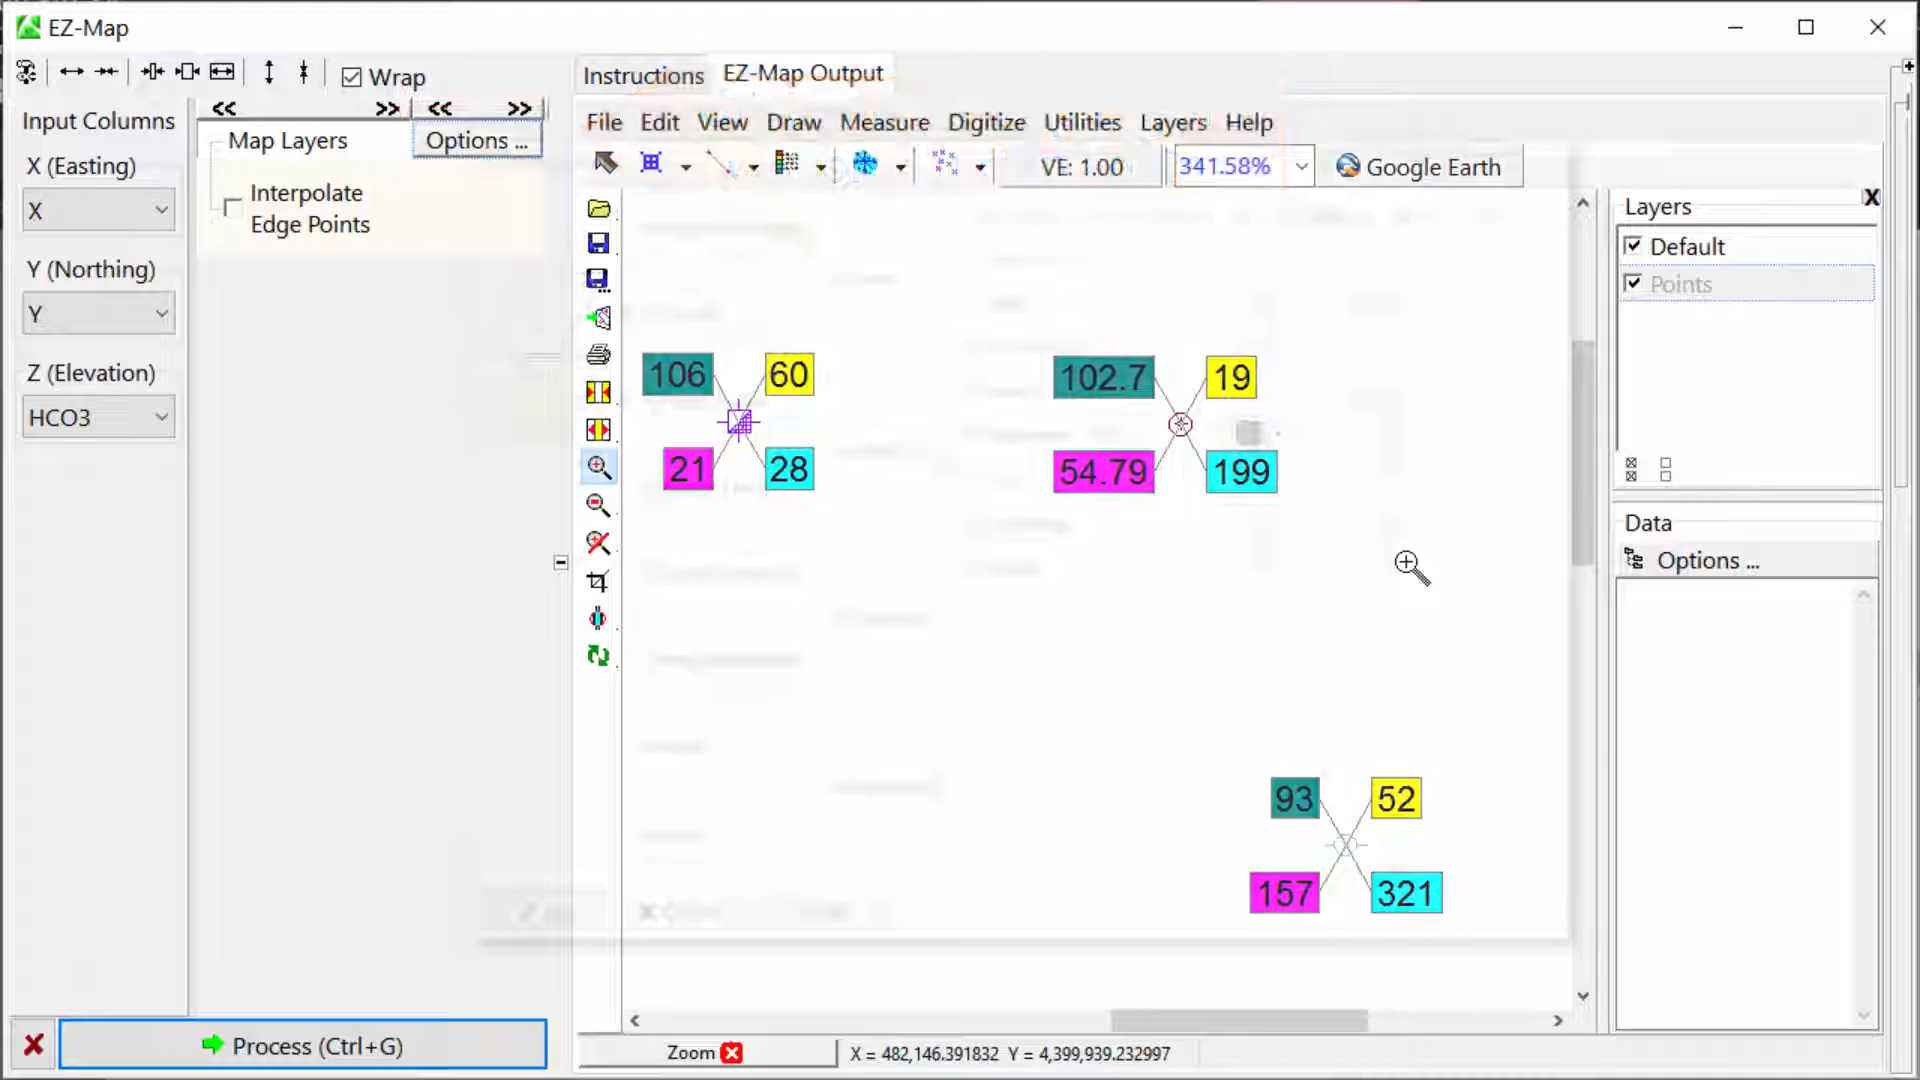 EZ-Map
Wrap
Instructions
EZ-Map Output
Input Columns
X (Easting)
X
Y (Northing)
Y
Z (Elevation)
HCO3
<< >>
<< >>
Map Layers
Options ...
Interpolate
Edge Points
File Edit View Draw Measure Digitize Utilities Layers Help
VE: 1.00
341.58%
Google Earth
106
60
21
28
102.7
19
54.79
199
93
52
157
321
Layers
X
Default
Points
Data
Options ...
Process (Ctrl+G)
Zoom
X = 482,146.391832 Y = 4,399,939.232997